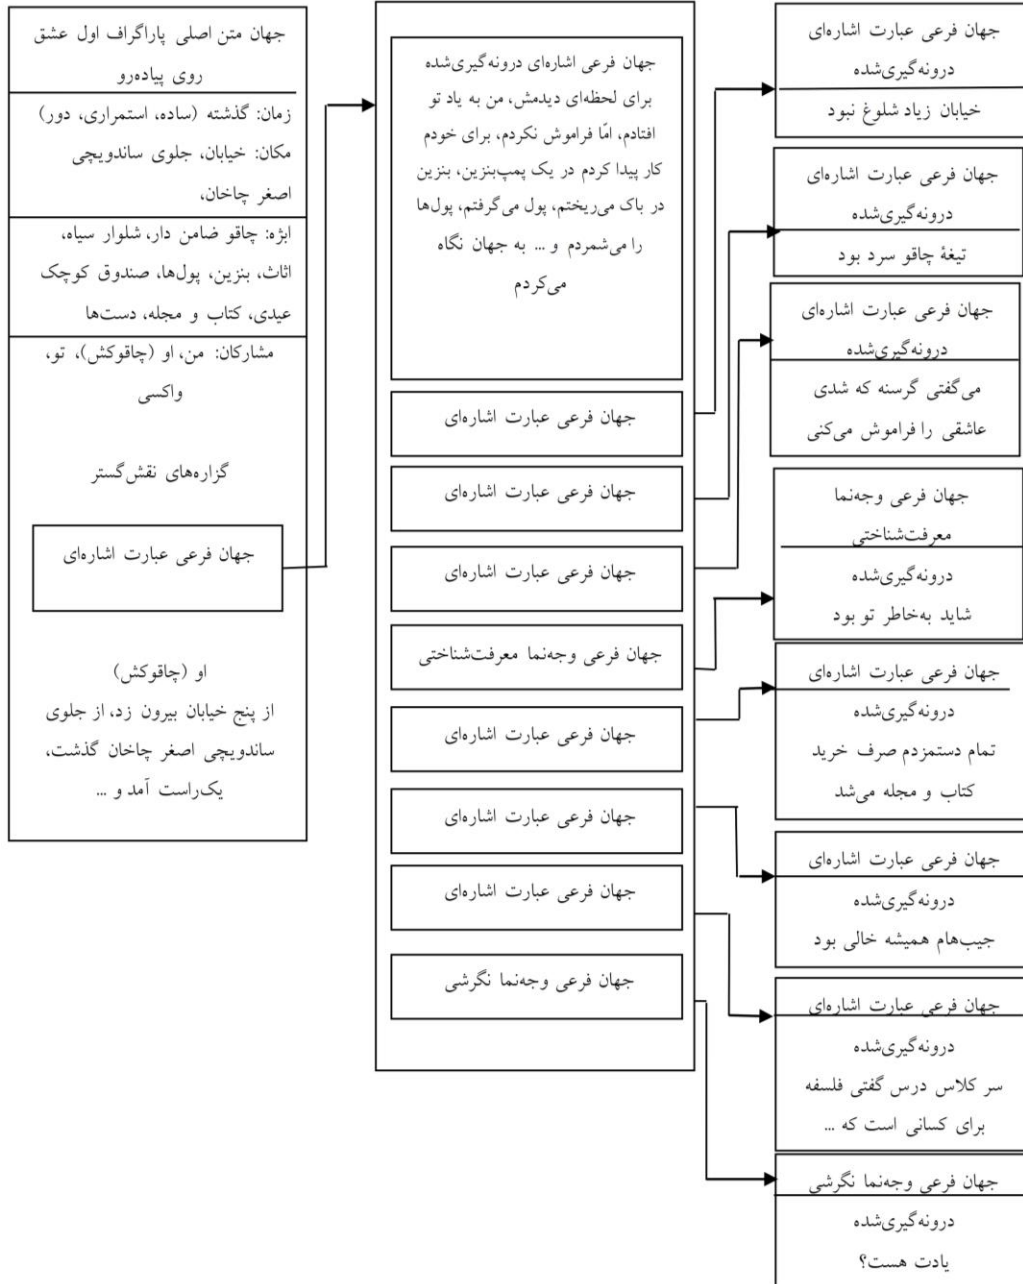 جهان متن اصلی پاراگراف اول عشق
روی پیاده‌رو
زمان: گذشته (ساده، استمراری، دور)
مکان: خیابان، جلوی ساندویچی
اصغر چاخان،
ابژه: چاقو ضامن دار، شلوار سیاه،
اثاث، بنزین، پول‌ها، صندوق کوچک
عیدی، کتاب و مجله، دست‌ها
مشارکان: من، او (چاقوکش)، تو،
واکسی
گزاره‌های نقش‌گستر
جهان فرعی عبارت اشاره‌ای
او (چاقوکش)
از پنج خیابان بیرون زد، از جلوی
ساندویچی اصغر چاخان گذشت،
یک‌راست آمد و ...
جهان فرعی اشاره‌ای درونه‌گیری‌شده
برای لحظه‌ای دیدمش، من به یاد تو
افتادم، امّا فراموش نکردم، برای خودم
کار پیدا کردم در یک پمپ‌بنزین، بنزین
در باک می‌ریختم، پول می‌گرفتم، پول‌ها
را می‌شمردم و ... به جهان نگاه
می‌کردم
جهان فرعی عبارت اشاره‌ای
جهان فرعی عبارت اشاره‌ای
جهان فرعی عبارت اشاره‌ای
جهان فرعی وجه‌نما معرفت‌شناختی
جهان فرعی عبارت اشاره‌ای
جهان فرعی عبارت اشاره‌ای
جهان فرعی عبارت اشاره‌ای
جهان فرعی وجه‌نما نگرشی
جهان فرعی عبارت اشاره‌ای
درونه‌گیری‌شده
خیابان زیاد شلوغ نبود
جهان فرعی عبارت اشاره‌ای
درونه‌گیری‌شده
تیغهٔ چاقو سرد بود
جهان فرعی عبارت اشاره‌ای
درونه‌گیری‌شده
می‌گفتی گرسنه که شدی
عاشقی را فراموش می‌کنی
جهان فرعی وجه‌نما
معرفت‌شناختی
درونه‌گیری‌شده
شاید به‌خاطر تو بود
جهان فرعی عبارت اشاره‌ای
درونه‌گیری‌شده
تمام دستمزدم صرف خرید
کتاب و مجله می‌شد
جهان فرعی عبارت اشاره‌ای
درونه‌گیری‌شده
جیب‌هام همیشه خالی بود
جهان فرعی عبارت اشاره‌ای
درونه‌گیری‌شده
سر کلاس درس گفتی فلسفه
برای کسانی است که ...
جهان فرعی وجه‌نما نگرشی
درونه‌گیری‌شده
یادت هست؟